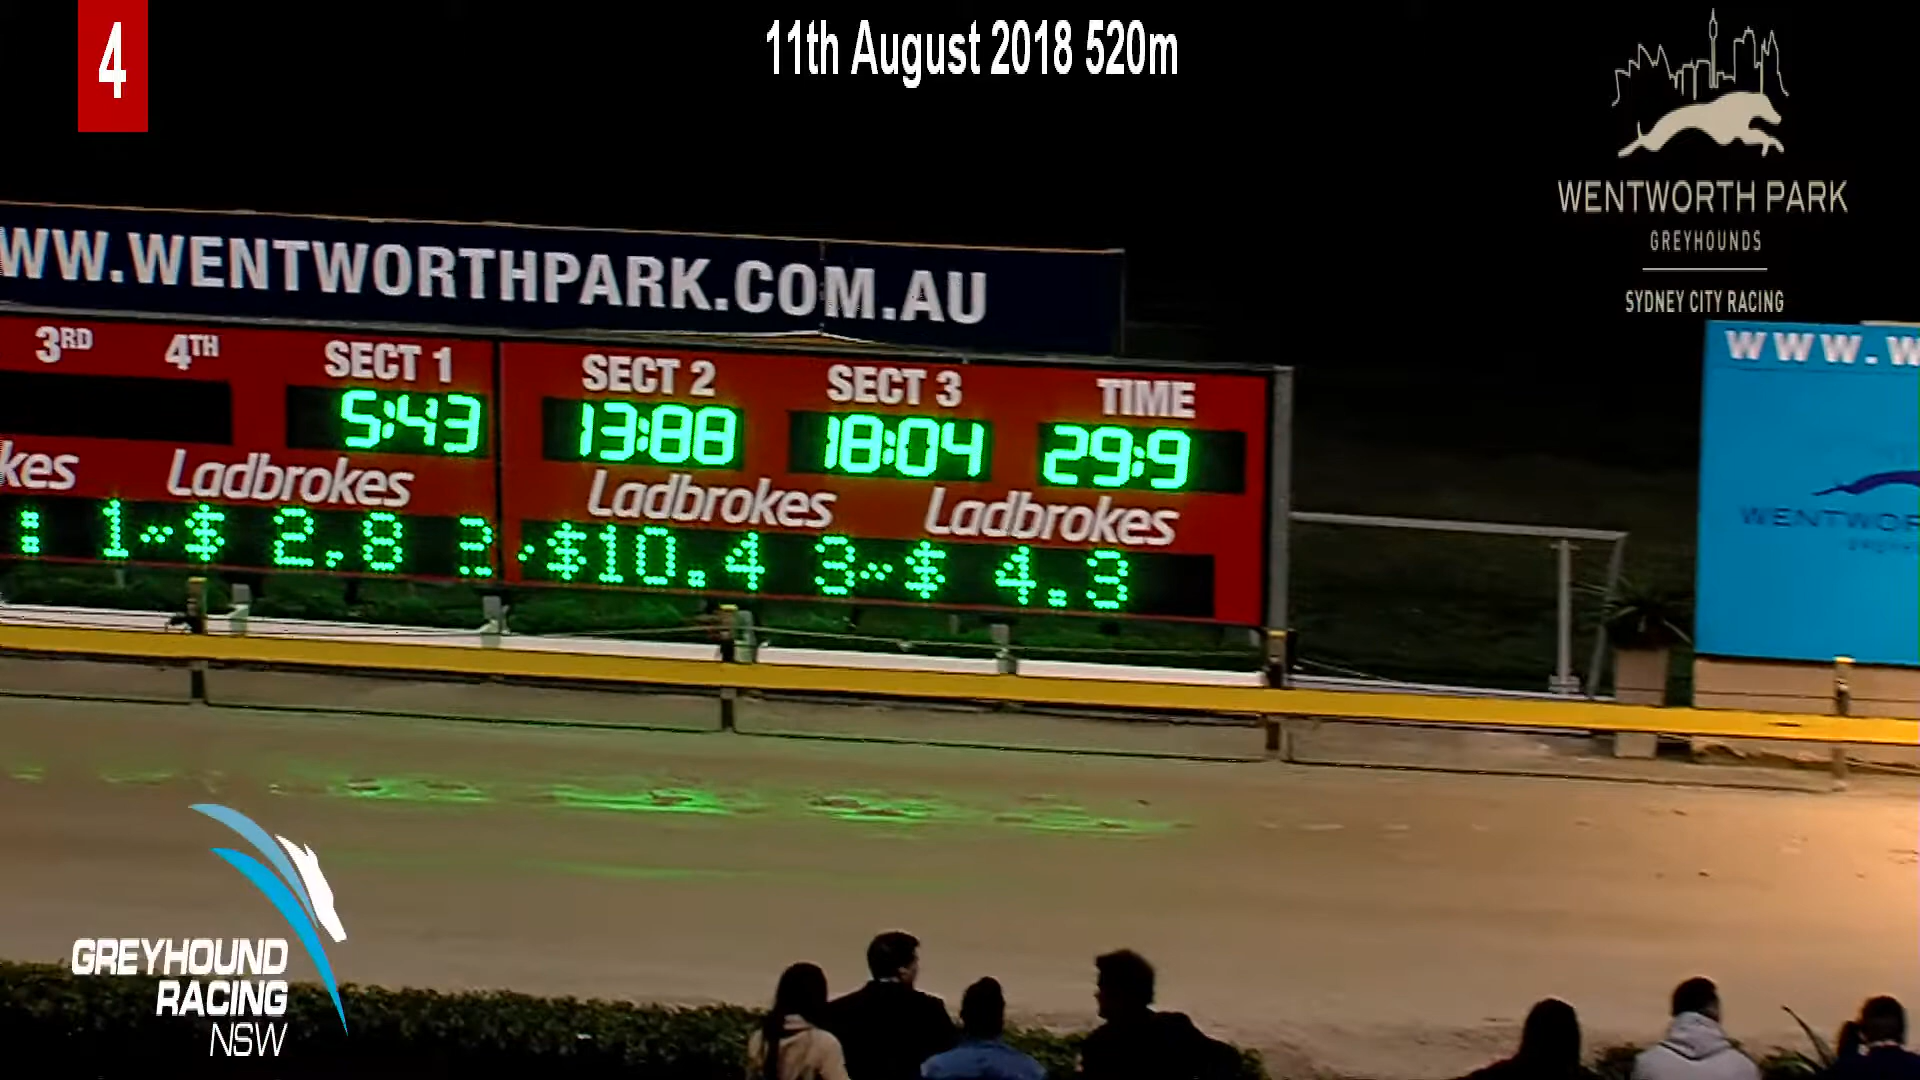 4
11th August 2018 520m
WENTWORTH PARK
GREYHOUNDS
SYDNEY CITY RACING
WW.WENTWORTHPARK.COM.AU
3RD 4TH SECT 1 SECT 2 SECT 3 TIME
5:43 13:88 18:04 29:9
kes Ladbrokes Ladbrokes Ladbrokes
: 1~$ 2.8 $10.4 3~$ 4.3
WWW.W
WENTWOR
GREYHOUND
RACING
NSW